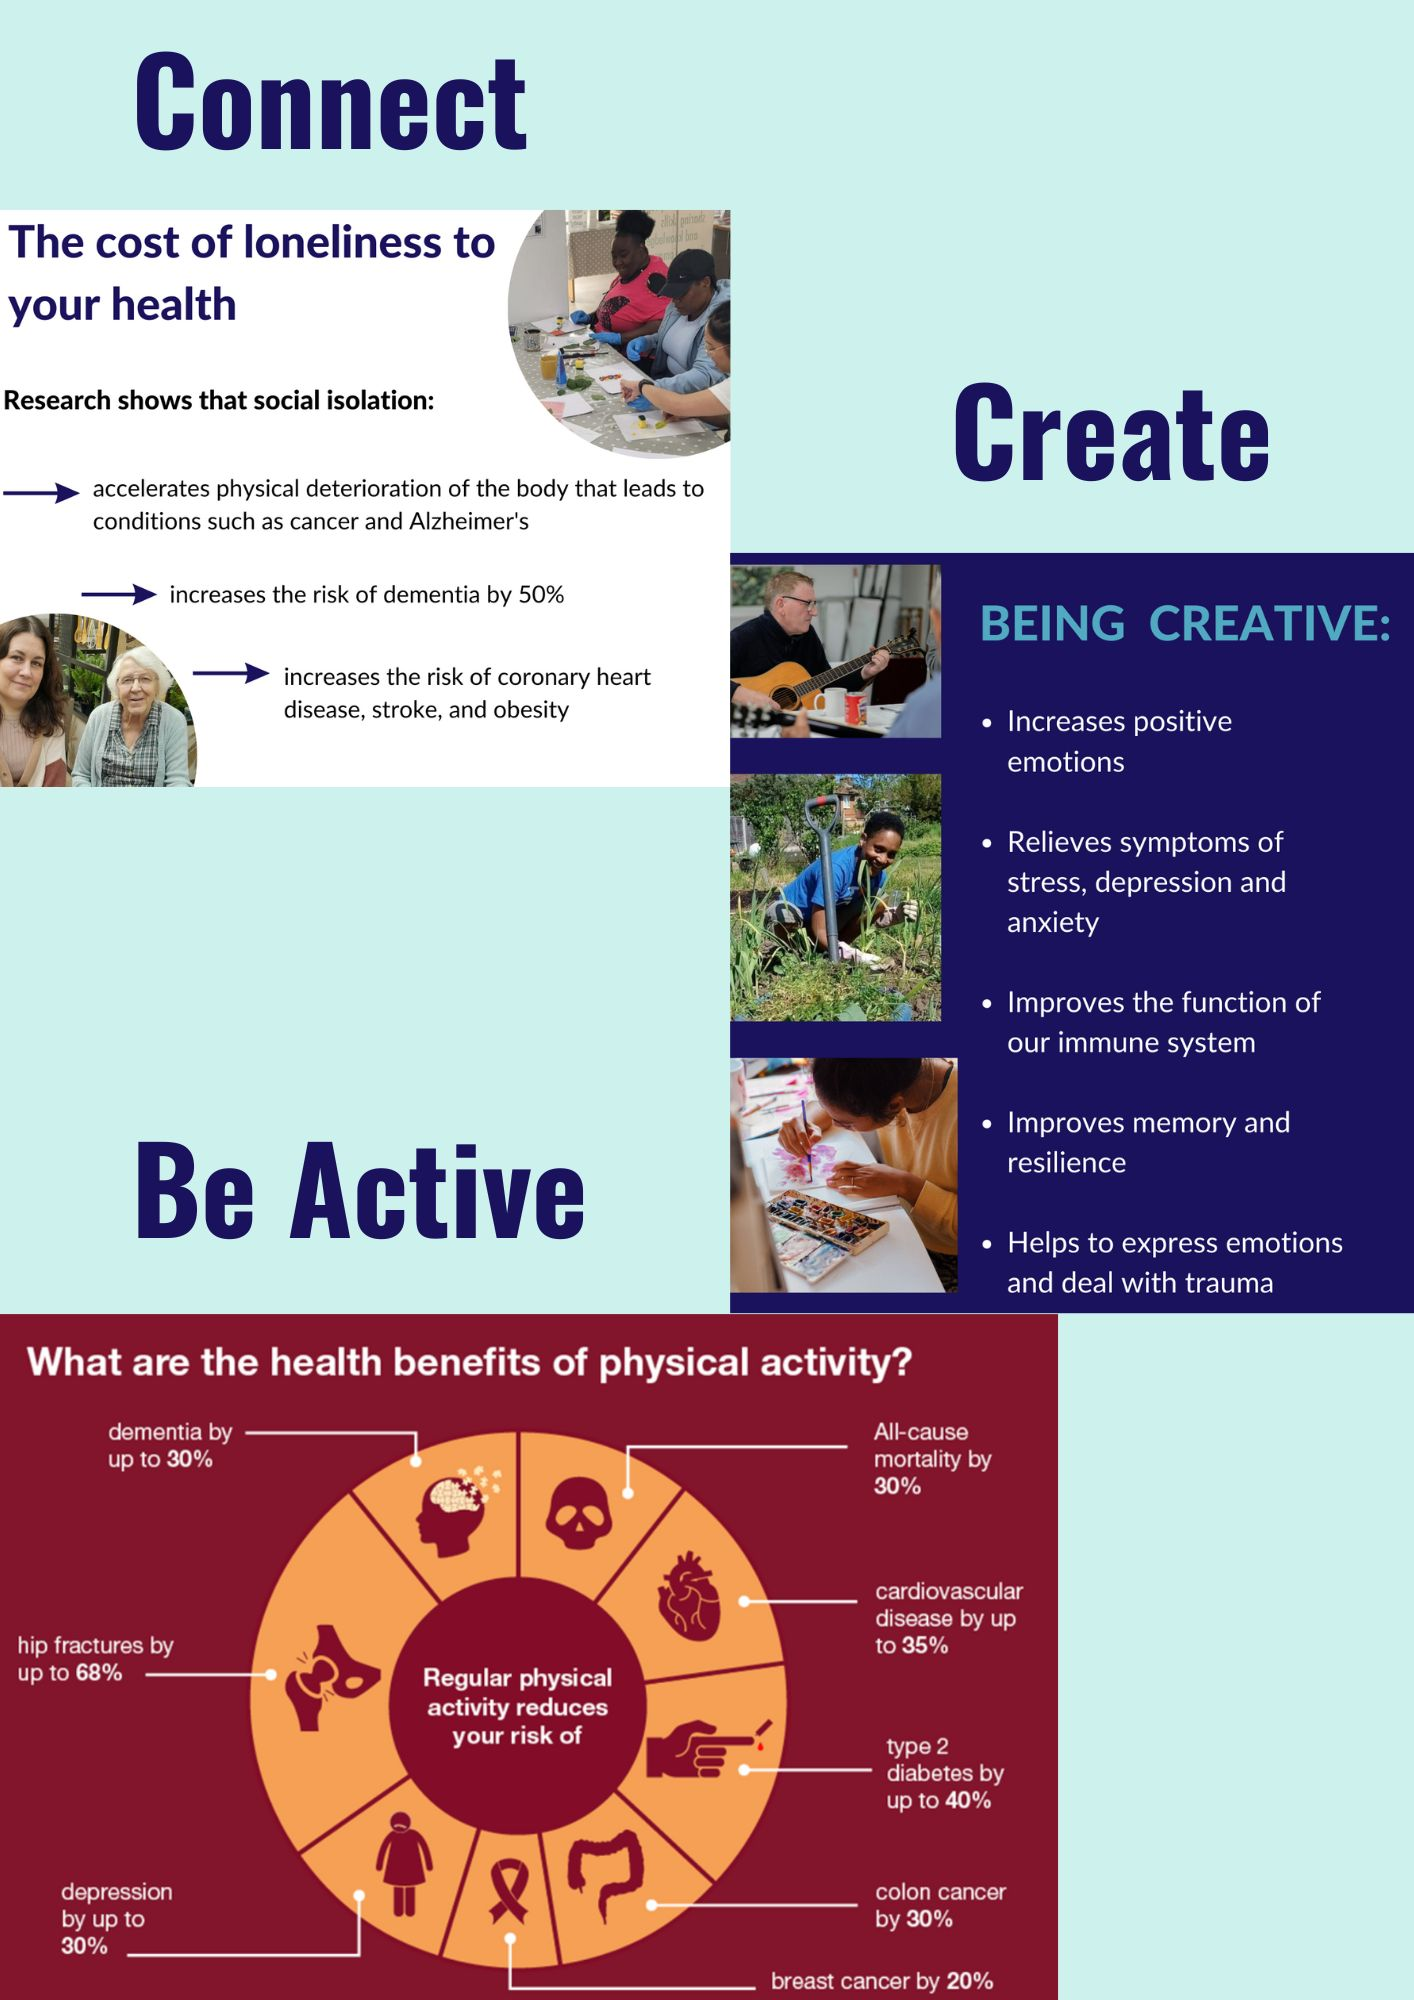 Connect
The cost of loneliness to
your health
sharing skills
and knowledge
Research shows that social isolation:
accelerates physical deterioration of the body that leads to
conditions such as cancer and Alzheimer's
increases the risk of dementia by 50%
increases the risk of coronary heart
disease, stroke, and obesity
Create
BEING CREATIVE:
• Increases positive
emotions
• Relieves symptoms of
stress, depression and
anxiety
• Improves the function of
our immune system
• Improves memory and
resilience
• Helps to express emotions
and deal with trauma
Be Active
What are the health benefits of physical activity?
dementia by
up to 30%
All-cause
mortality by
30%
cardiovascular
disease by up
to 35%
hip fractures by
up to 68%
Regular physical
activity reduces
your risk of
type 2
diabetes by
up to 40%
depression
by up to
30%
colon cancer
by 30%
breast cancer by 20%